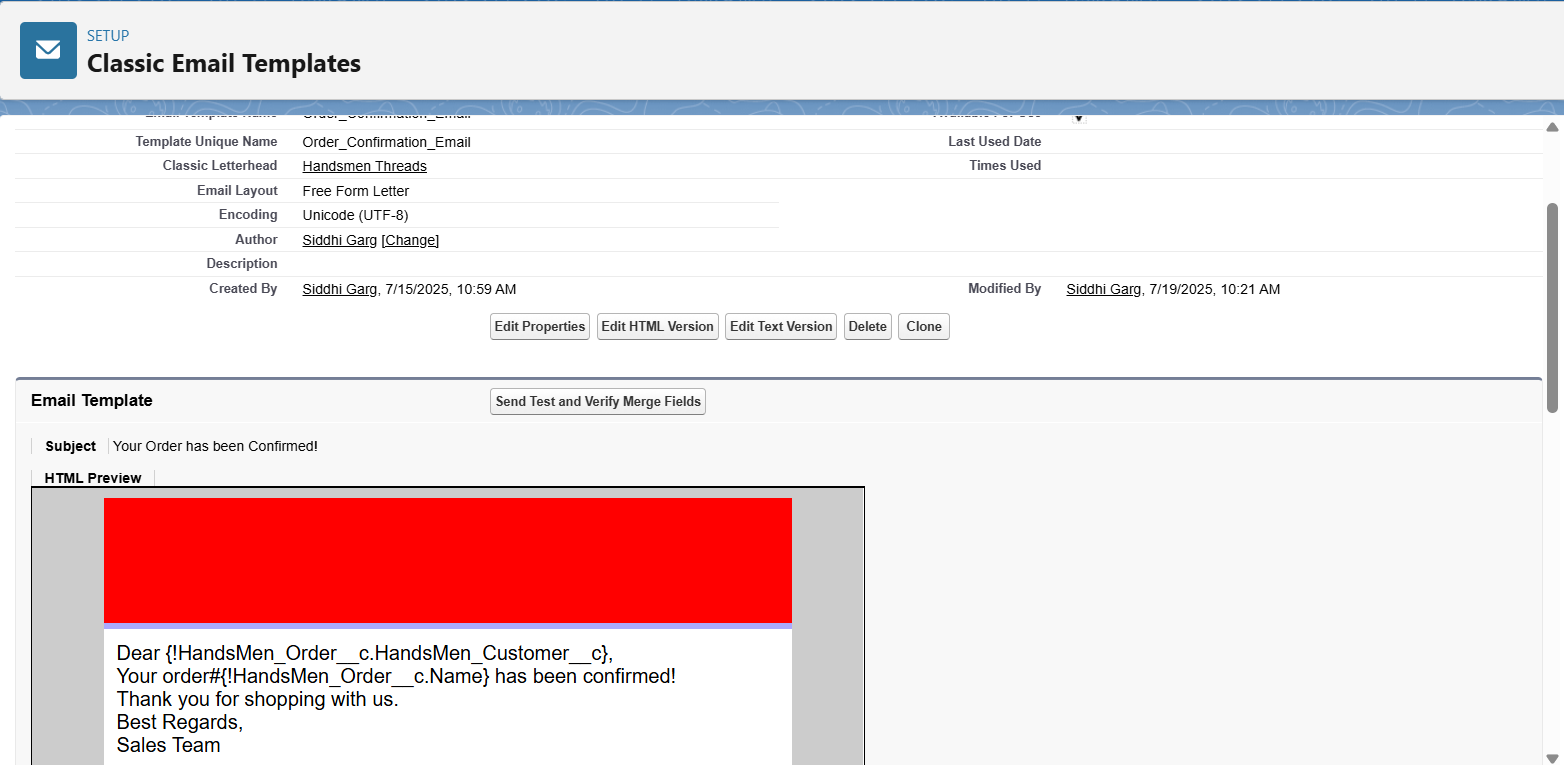 SETUP
Classic Email Templates
Template Unique Name Order_Confirmation_Email Last Used Date
Classic Letterhead Handsmen Threads Times Used
Email Layout Free Form Letter
Encoding Unicode (UTF-8)
Author Siddhi Garg [Change]
Description
Created By Siddhi Garg, 7/15/2025, 10:59 AM Modified By Siddhi Garg, 7/19/2025, 10:21 AM
Edit Properties Edit HTML Version Edit Text Version Delete Clone
Email Template Send Test and Verify Merge Fields
Subject Your Order has been Confirmed!
HTML Preview
Dear {!HandsMen_Order__c.HandsMen_Customer__c},
Your order#{!HandsMen_Order__c.Name} has been confirmed!
Thank you for shopping with us.
Best Regards,
Sales Team